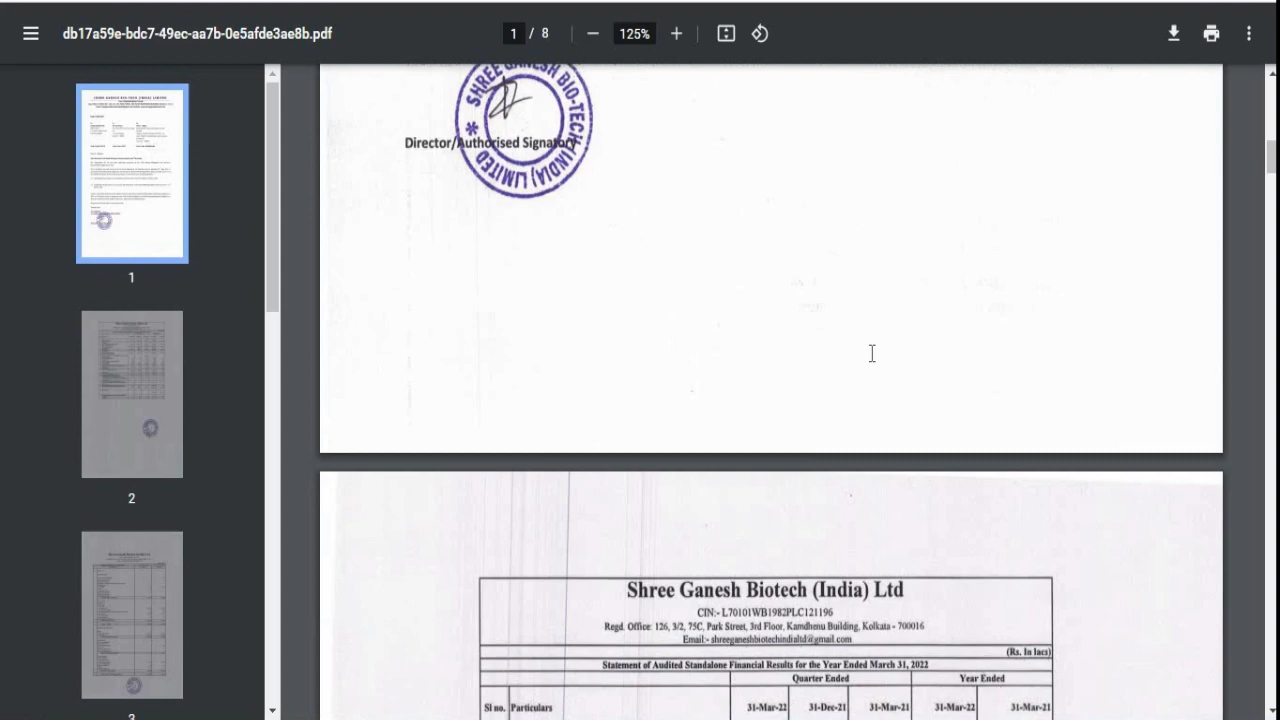 db17a59e-bdc7-49ec-aa7b-0e5afde3ae8b.pdf
1 / 8
125%
SHREE GANESH BIO-TECH (INDIA) LIMITED *
Director/Authorised Signatory
1
2
3
Shree Ganesh Biotech (India) Ltd
CIN:- L70101WB1982PLC121196
Regd. Office: 126, 3/2, 75C, Park Street, 3rd Floor, Kamdhenu Building, Kolkata - 700016
Email:- shreeganeshbiotechindialtd@gmail.com
(Rs. In lacs)
Statement of Audited Standalone Financial Results for the Year Ended March 31, 2022
Quarter Ended Year Ended
Sl no. Particulars 31-Mar-22 31-Dec-21 31-Mar-21 31-Mar-22 31-Mar-21